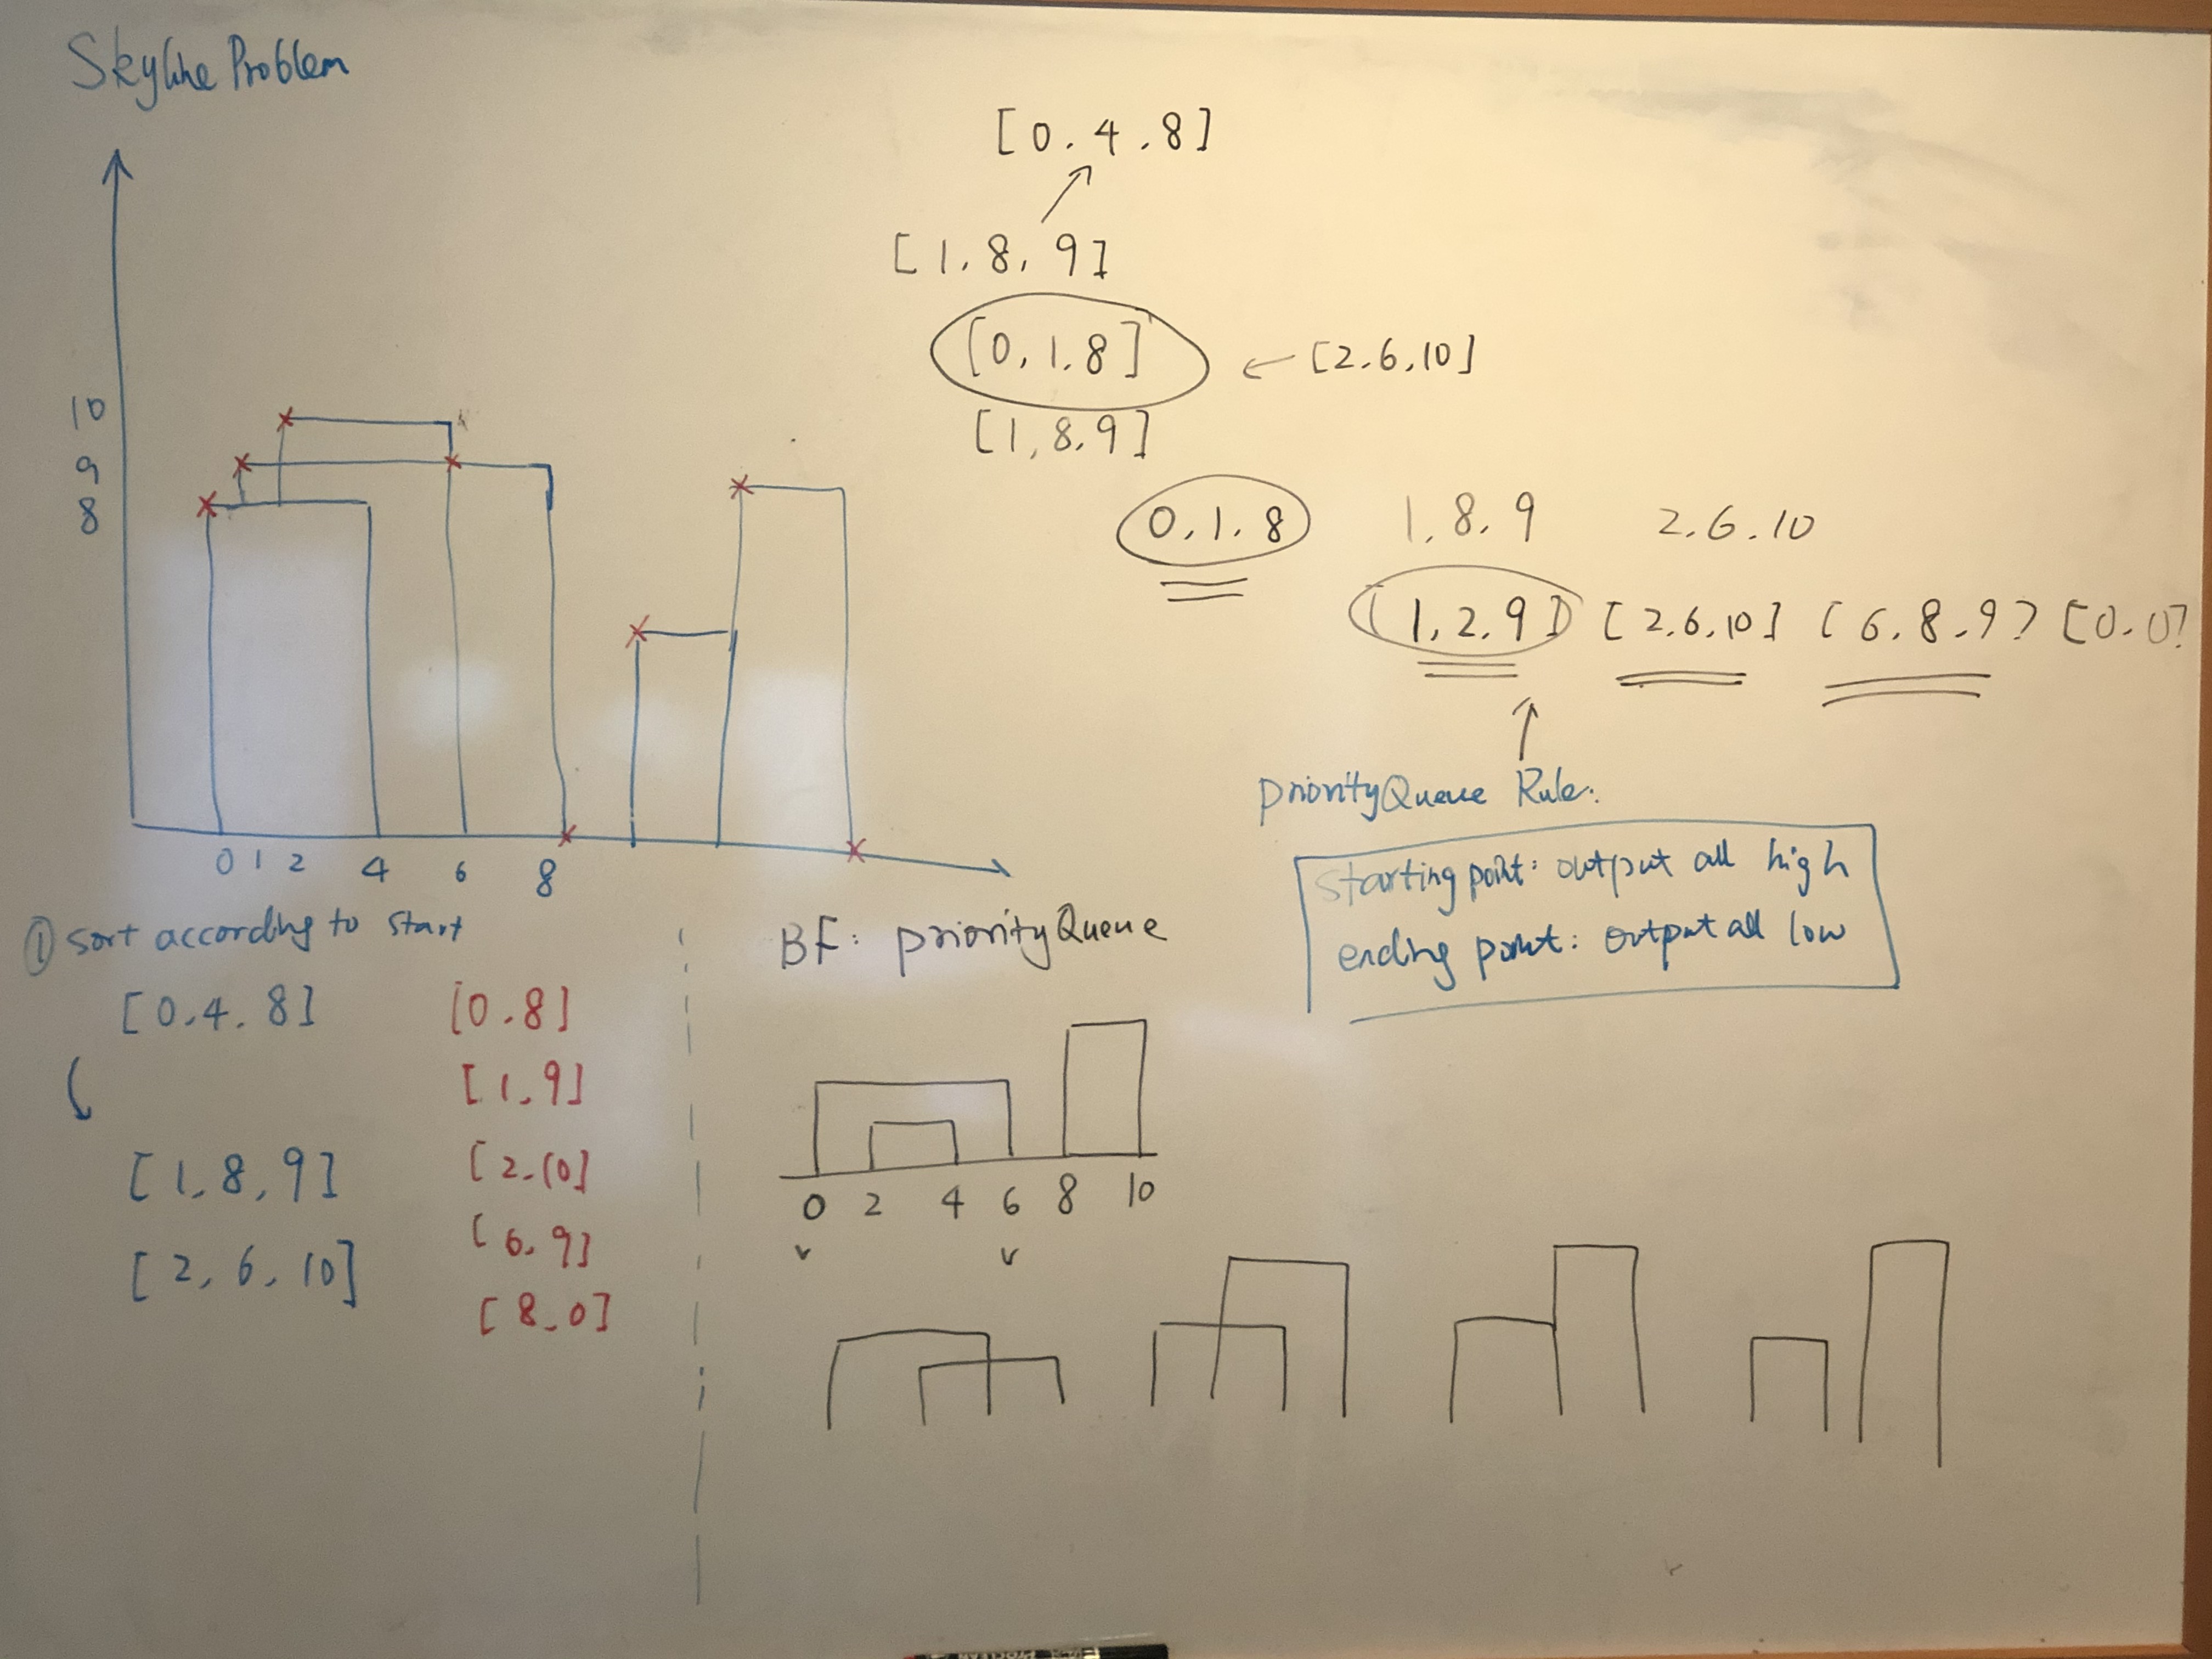 Skyline Problem
[0.4.8]
[1.8.9]
[0,1.8] ← [2.6.10]
[1,8.9]
10
9
8
0,1.8 1.8.9 2.6.10
[1,2.9] [2.6.10] [6.8.9] [0.0]
priorityQueue Rule:
starting point: output all high
ending point: output all low
0 1 2 4 6 8
① sort according to start
[0.4.8] [0.8]
[1.9]
[1.8,9] [2.10]
[2,6,10] [6.9]
[8.0]
BF: priorityQueue
0 2 4 6 8 10
v v